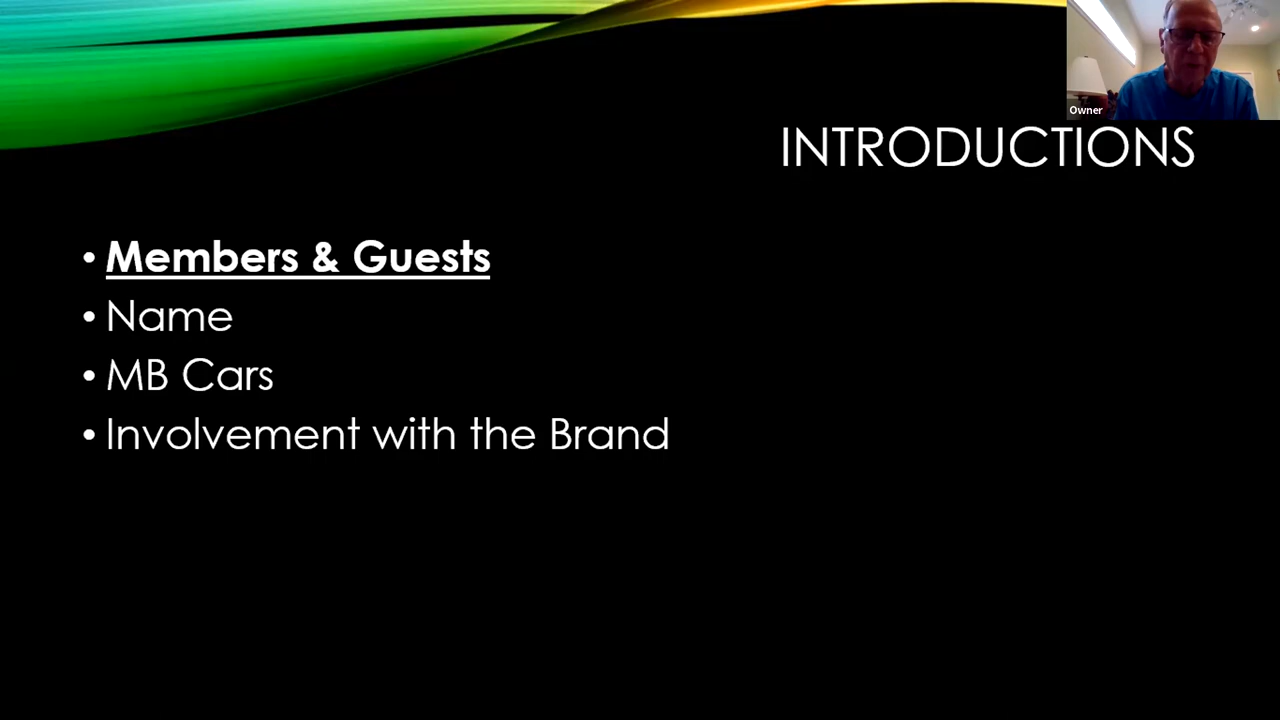 Owner
INTRODUCTIONS
• Members & Guests
• Name
• MB Cars
• Involvement with the Brand